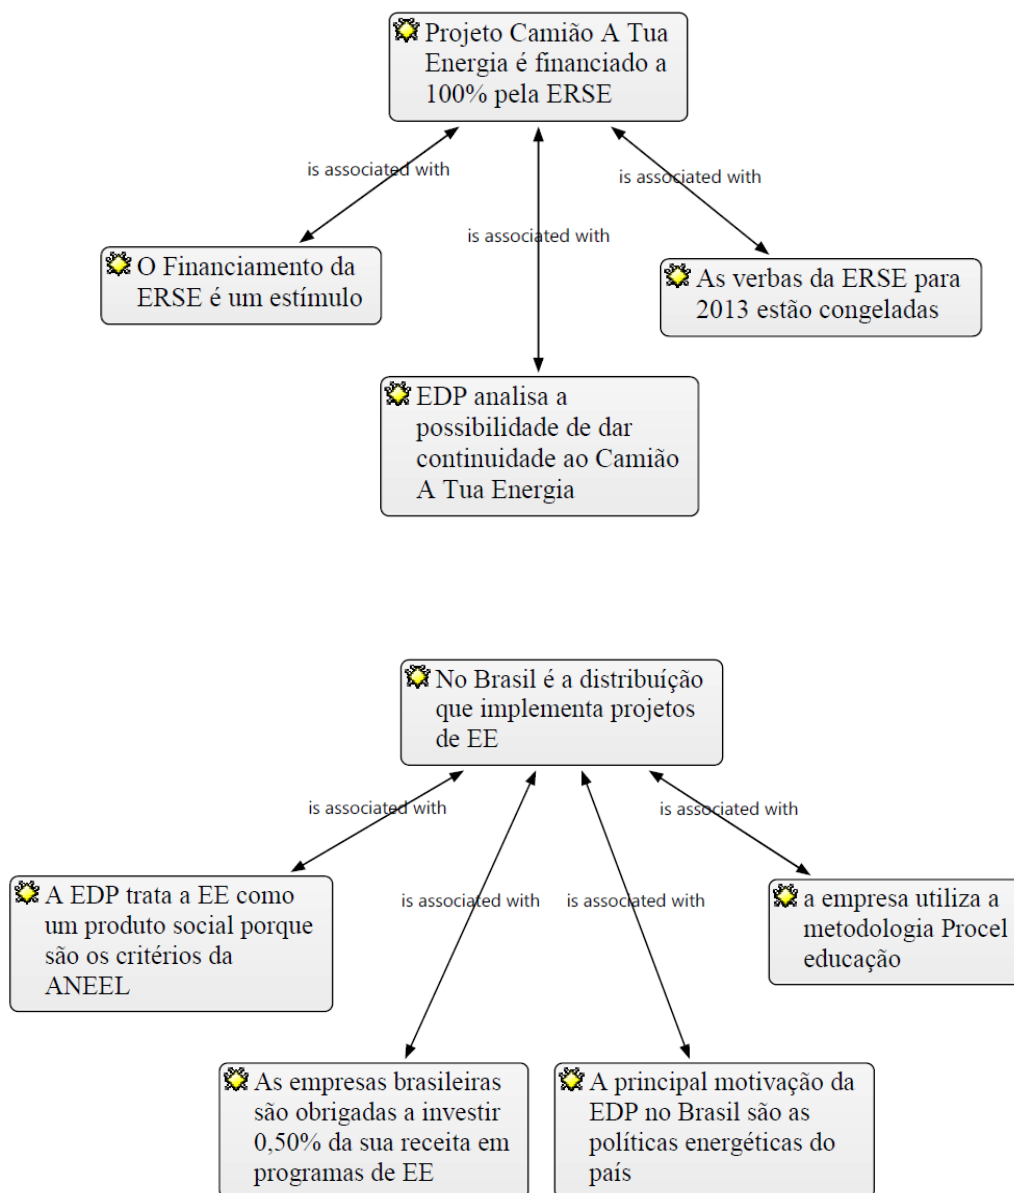 Projeto Camião A Tua
Energia é financiado a
100% pela ERSE
is associated with
is associated with
is associated with
O Financiamento da
ERSE é um estímulo
As verbas da ERSE para
2013 estão congeladas
EDP analisa a
possibilidade de dar
continuidade ao Camião
A Tua Energia
No Brasil é a distribuíção
que implementa projetos
de EE
is associated with
is associated with
is associated with
is associated with
A EDP trata a EE como
um produto social porque
são os critérios da
ANEEL
a empresa utiliza a
metodologia Procel
educação
As empresas brasileiras
são obrigadas a investir
0,50% da sua receita em
programas de EE
A principal motivação da
EDP no Brasil são as
políticas energéticas do
país